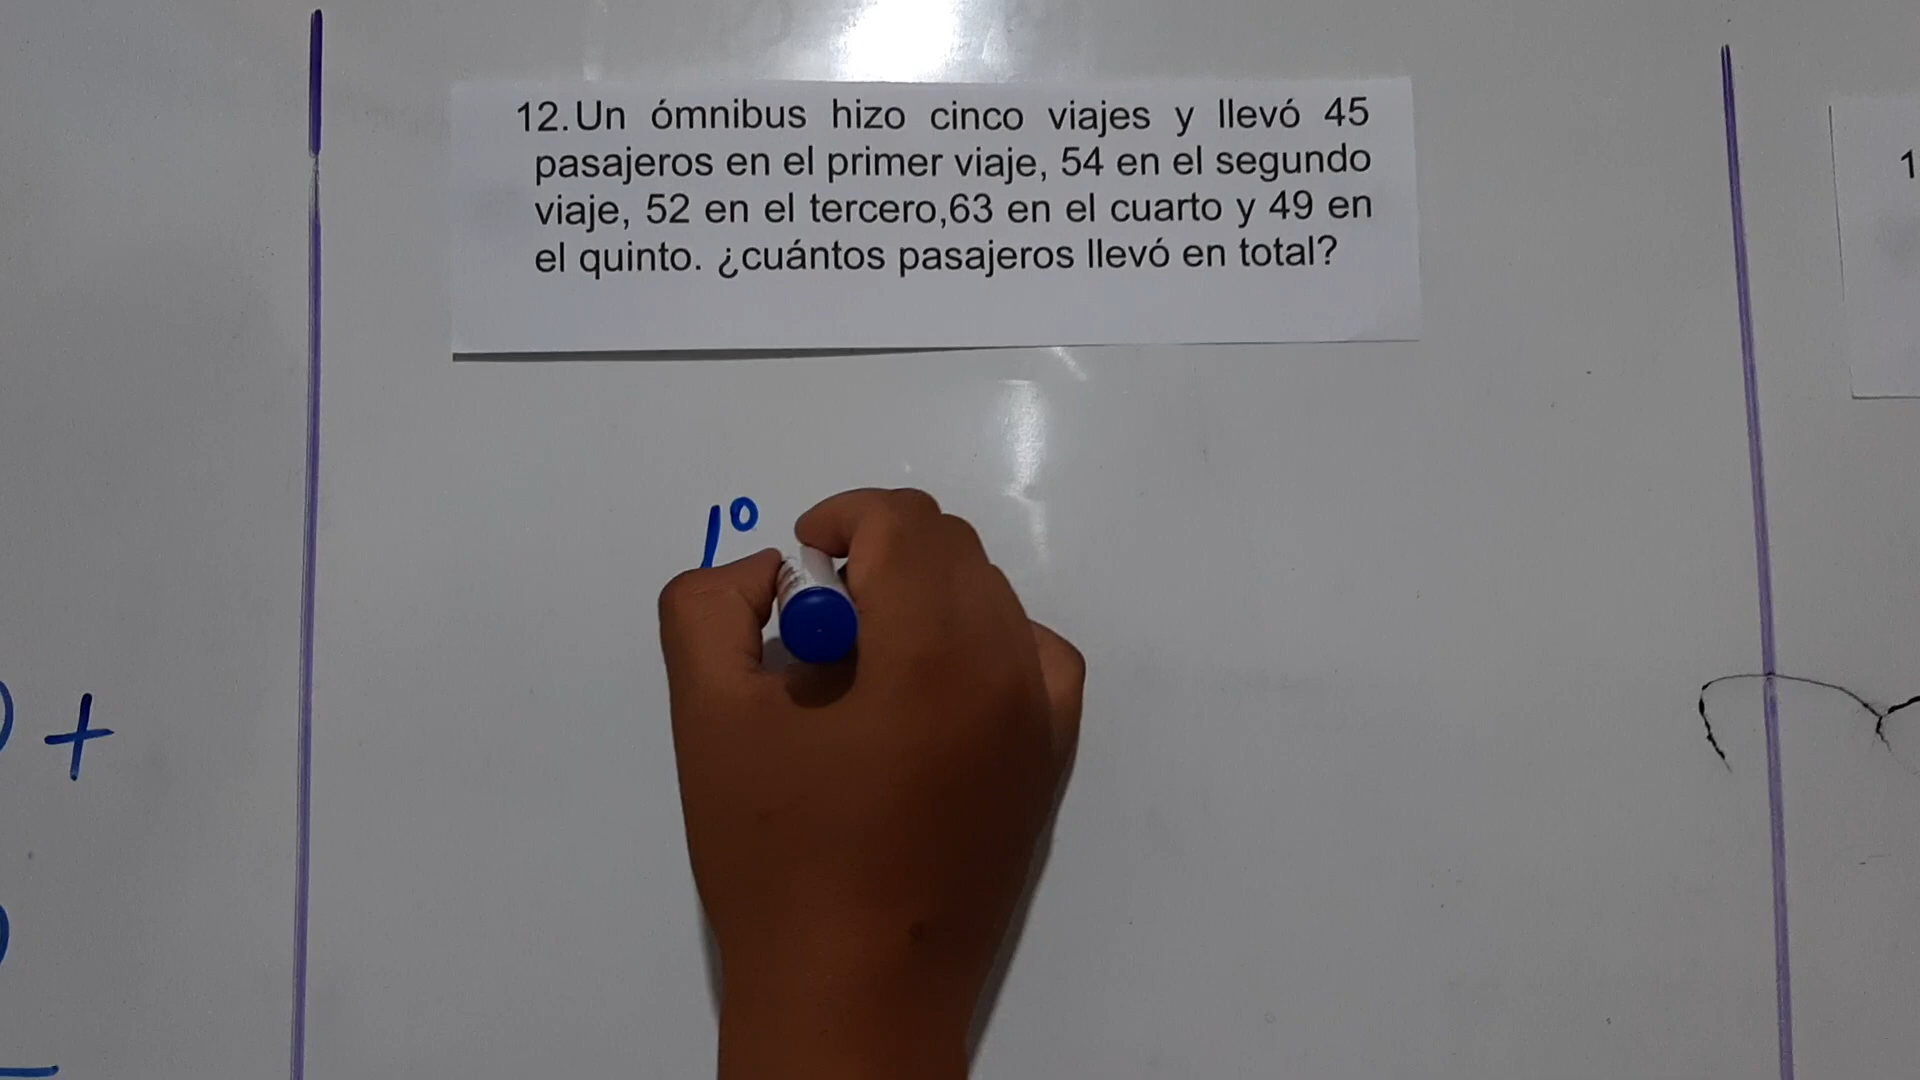 12. Un ómnibus hizo cinco viajes y llevó 45
pasajeros en el primer viaje, 54 en el segundo
viaje, 52 en el tercero,63 en el cuarto y 49 en
el quinto. ¿cuántos pasajeros llevó en total?
1
1º
+